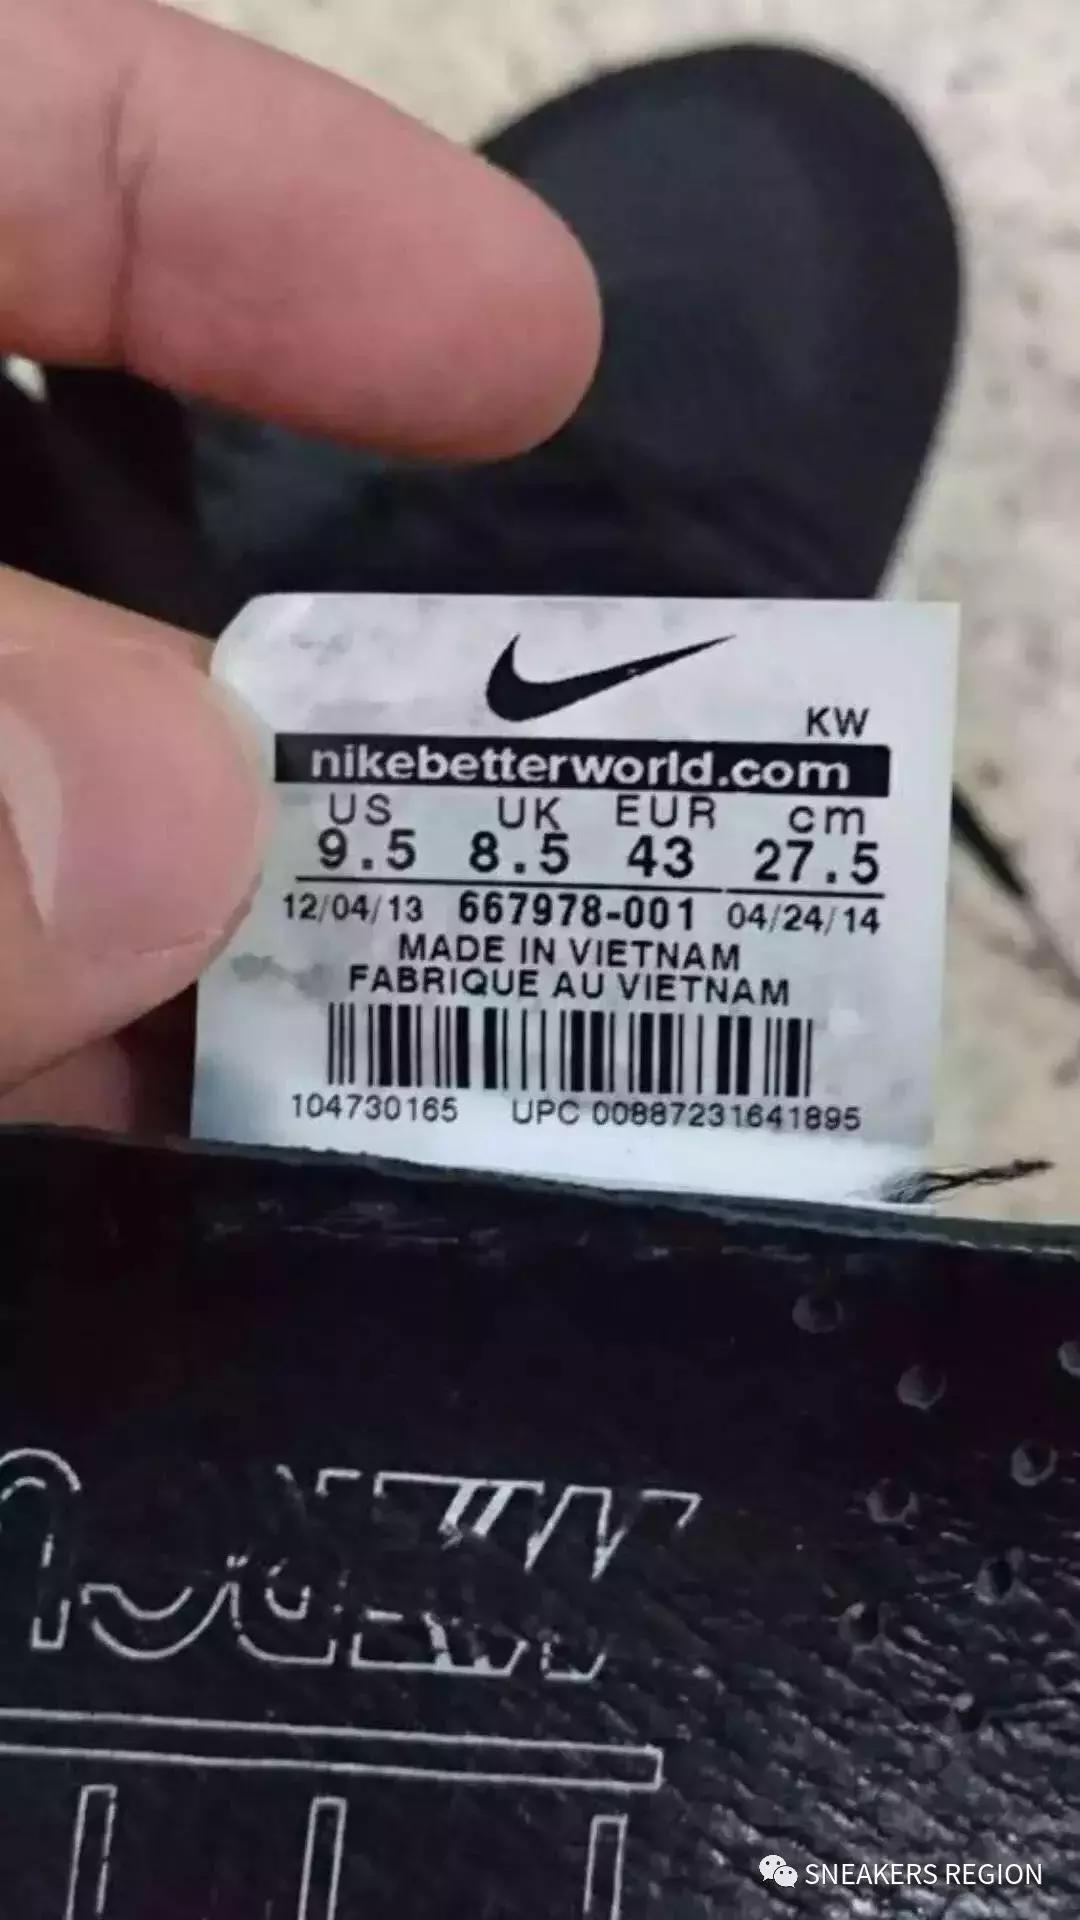 KW
nikebetterworld.com
US UK EUR cm
9.5 8.5 43 27.5
12/04/13 667978-001 04/24/14
MADE IN VIETNAM
FABRIQUE AU VIETNAM
104730165 UPC 00887231641895
SNEAKERS REGION